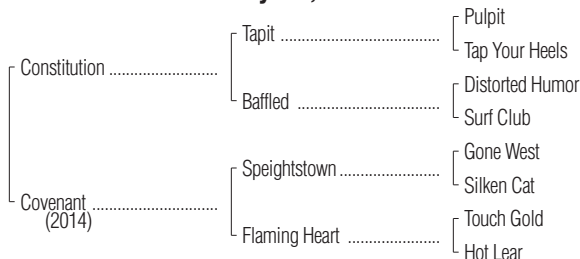 Pulpit
Tapit ........................................
Tap Your Heels
Constitution ...........................
Distorted Humor
Baffled ....................................
Surf Club
Gone West
Speightstown .........................
Silken Cat
Covenant ...............................
(2014)
Touch Gold
Flaming Heart .......................
Hot Lear